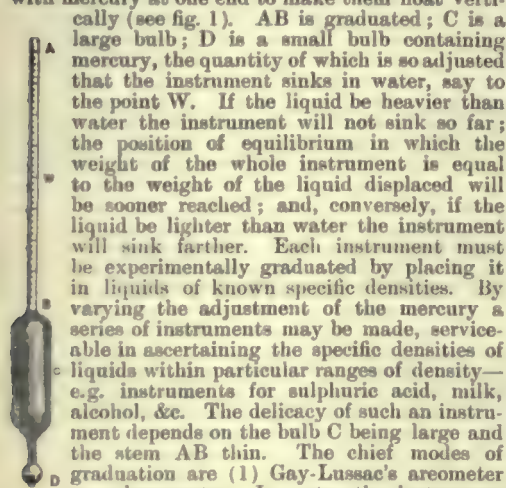 with mercury at one end to make them float verti-
cally (see fig. 1). AB is graduated; C is a
large bulb; D is a small bulb containing
mercury, the quantity of which is so adjusted
that the instrument sinks in water, say to
the point W. If the liquid be heavier than
water the instrument will not sink so far;
the position of equilibrium in which the
weight of the whole instrument is equal
to the weight of the liquid displaced will
be sooner reached; and, conversely, if the
liquid be lighter than water the instrument
will sink farther. Each instrument must
be experimentally graduated by placing it
in liquids of known specific densities. By
varying the adjustment of the mercury a
series of instruments may be made, service-
able in ascertaining the specific densities of
liquids within particular ranges of density—
e.g. instruments for sulphuric acid, milk,
alcohol, &c. The delicacy of such an instru-
ment depends on the bulb C being large and
the stem AB thin. The chief modes of
graduation are (1) Gay-Lussac's areometer
A
W
B
C
D